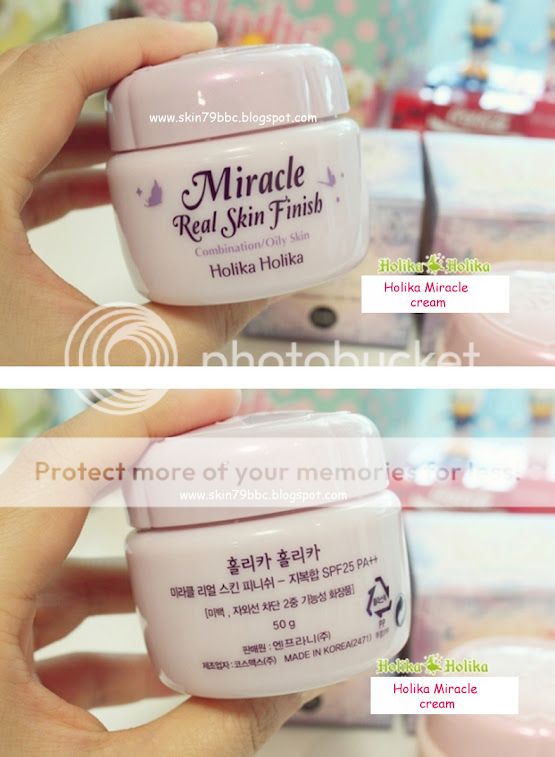 www.skin79bbc.blogspot.com
Miracle
Real Skin Finish
Combination/Oily Skin
Holika Holika
Holika Holika
Holika Miracle
cream
photobucket
Protect more of your memories for less!
www.skin79bbc.blogspot.com
홀리카 홀리카
미라클 리얼 스킨 피니쉬 - 지복합 SPF25 PA++
[미백, 자외선 차단 2중 기능성 화장품]
50 g
판매원 : 엔프라니(주)
제조업자 : 코스맥스(주) MADE IN KOREA(2471)
PP
Holika Holika
Holika Miracle
cream